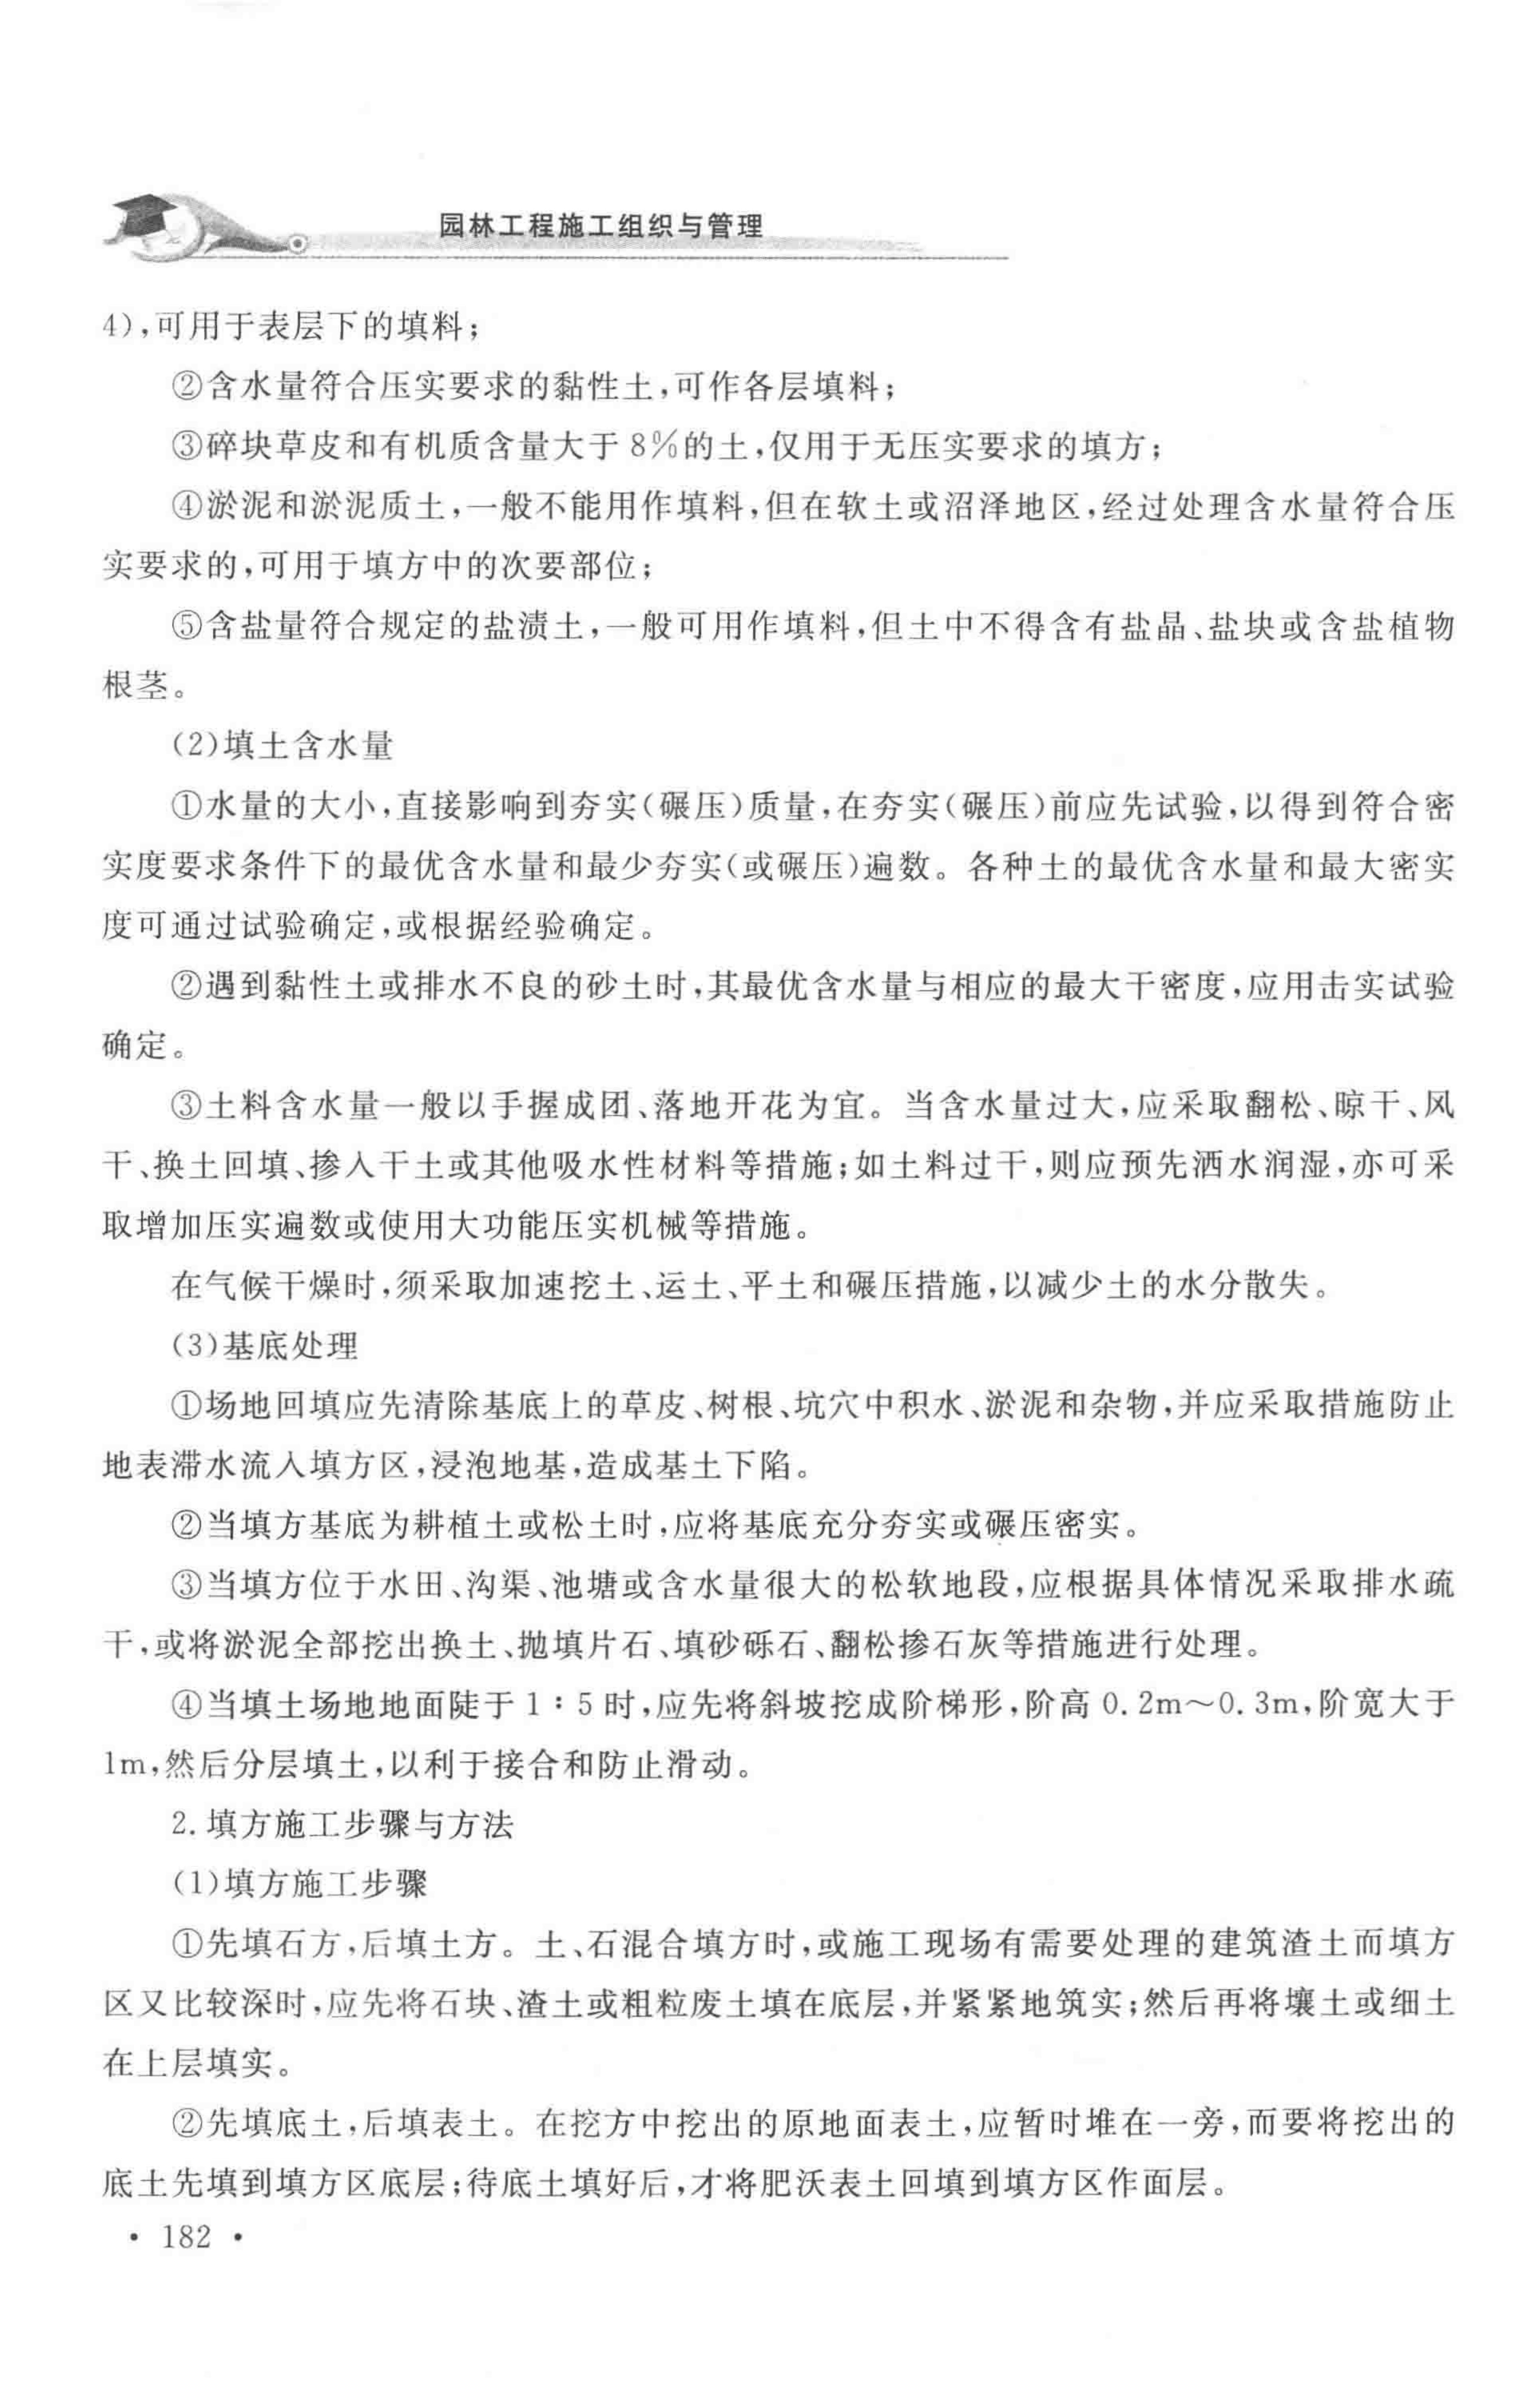 园林工程施工组织与管理
4),可用于表层下的填料;
②含水量符合压实要求的黏性土,可作各层填料;
③碎块草皮和有机质含量大于8%的土,仅用于无压实要求的填方;
④淤泥和淤泥质土,一般不能用作填料,但在软土或沼泽地区,经过处理含水量符合压
实要求的,可用于填方中的次要部位;
⑤含盐量符合规定的盐渍土,一般可用作填料,但土中不得含有盐晶、盐块或含盐植物
根茎。
(2)填土含水量
①水量的大小,直接影响到夯实(碾压)质量,在夯实(碾压)前应先试验,以得到符合密
实度要求条件下的最优含水量和最少夯实(或碾压)遍数。各种土的最优含水量和最大密实
度可通过试验确定,或根据经验确定。
②遇到黏性土或排水不良的砂土时,其最优含水量与相应的最大干密度,应用击实试验
确定。
③土料含水量一般以手握成团、落地开花为宜。当含水量过大,应采取翻松、晾干、风
干、换土回填、掺入干土或其他吸水性材料等措施;如土料过干,则应预先洒水润湿,亦可采
取增加压实遍数或使用大功能压实机械等措施。
在气候干燥时,须采取加速挖土、运土、平土和碾压措施,以减少土的水分散失。
(3)基底处理
①场地回填应先清除基底上的草皮、树根、坑穴中积水、淤泥和杂物,并应采取措施防止
地表滞水流入填方区,浸泡地基,造成基土下陷。
②当填方基底为耕植土或松土时,应将基底充分夯实或碾压密实。
③当填方位于水田、沟渠、池塘或含水量很大的松软地段,应根据具体情况采取排水疏
干,或将淤泥全部挖出换土、抛填片石、填砂砾石、翻松掺石灰等措施进行处理。
④当填土场地地面陡于1:5时,应先将斜坡挖成阶梯形,阶高0.2m～0.3m,阶宽大于
1m,然后分层填土,以利于接合和防止滑动。
2.填方施工步骤与方法
(1)填方施工步骤
①先填石方,后填土方。土、石混合填方时,或施工现场有需要处理的建筑渣土而填方
区又比较深时,应先将石块、渣土或粗粒废土填在底层,并紧紧地筑实;然后再将壤土或细土
在上层填实。
②先填底土,后填表土。在挖方中挖出的原地面表土,应暂时堆在一旁,而要将挖出的
底土先填到填方区底层;待底土填好后,才将肥沃表土回填到填方区作面层。
• 182 •